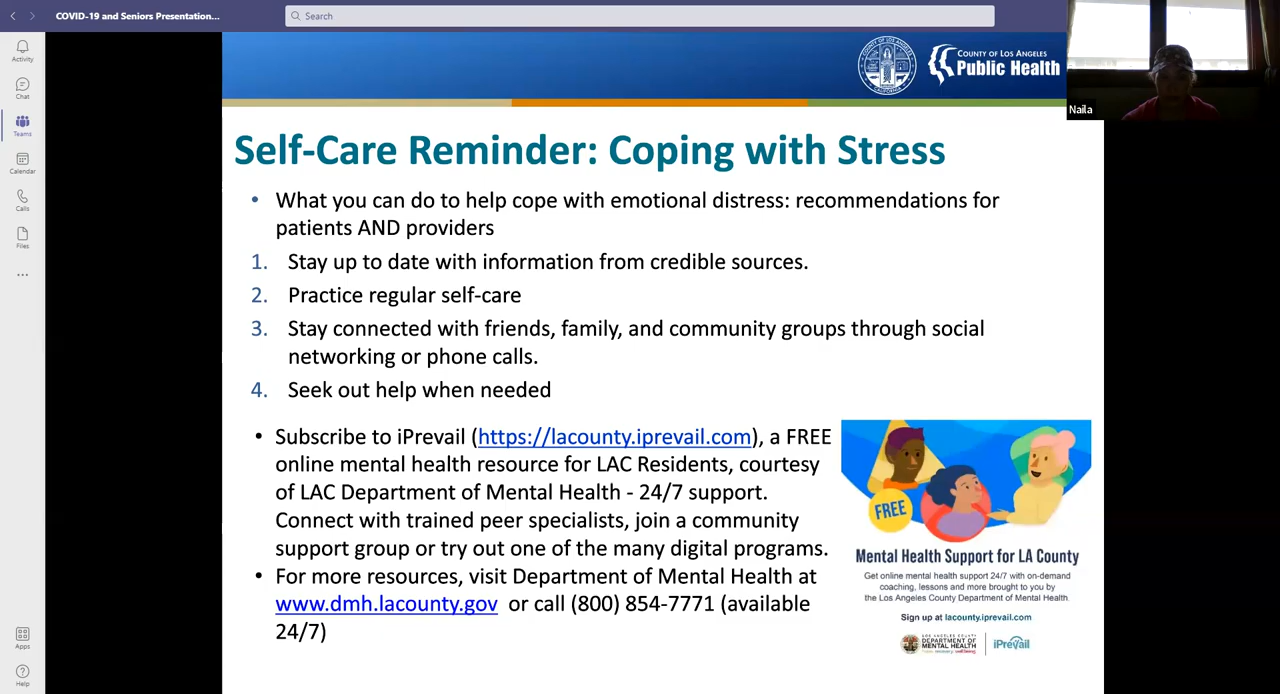 COVID-19 and Seniors Presentation...
Search
Activity
Chat
Teams
Calendar
Calls
Files
Apps
Help
COUNTY OF LOS ANGELES
Public Health
Naila
Self-Care Reminder: Coping with Stress
• What you can do to help cope with emotional distress: recommendations for
patients AND providers
1. Stay up to date with information from credible sources.
2. Practice regular self-care
3. Stay connected with friends, family, and community groups through social
networking or phone calls.
4. Seek out help when needed
• Subscribe to iPrevail (https://lacounty.iprevail.com), a FREE
online mental health resource for LAC Residents, courtesy
of LAC Department of Mental Health - 24/7 support.
Connect with trained peer specialists, join a community
support group or try out one of the many digital programs.
• For more resources, visit Department of Mental Health at
www.dmh.lacounty.gov or call (800) 854-7771 (available
24/7)
FREE
Mental Health Support for LA County
Get online mental health support 24/7 with on-demand
coaching, lessons and more brought to you by
the Los Angeles County Department of Mental Health.
Sign up at lacounty.iprevail.com
LOS ANGELES COUNTY
DEPARTMENT OF
MENTAL HEALTH
iPrevail